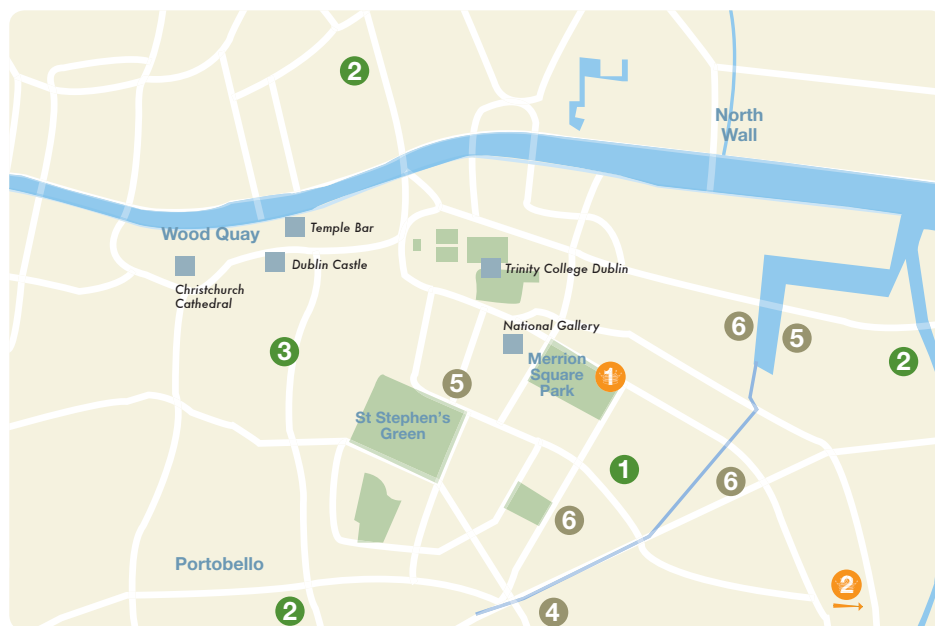 2
North
Wall
Temple Bar
Wood Quay
Dublin Castle
Trinity College Dublin
Christchurch
Cathedral
National Gallery
6
5
3
2
Merrion
Square
Park
1
5
St Stephen's
Green
1
6
6
Portobello
2
2
4